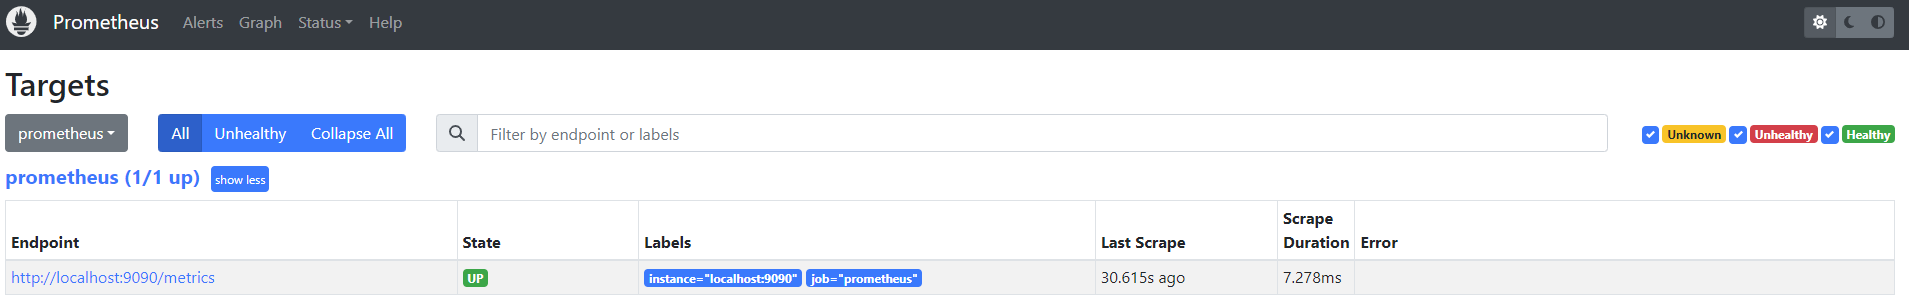 Prometheus Alerts Graph Status Help
Targets
prometheus All Unhealthy Collapse All Filter by endpoint or labels Unknown Unhealthy Healthy
prometheus (1/1 up) show less
Endpoint State Labels Last Scrape Scrape Duration Error
http://localhost:9090/metrics UP instance="localhost:9090" job="prometheus" 30.615s ago 7.278ms